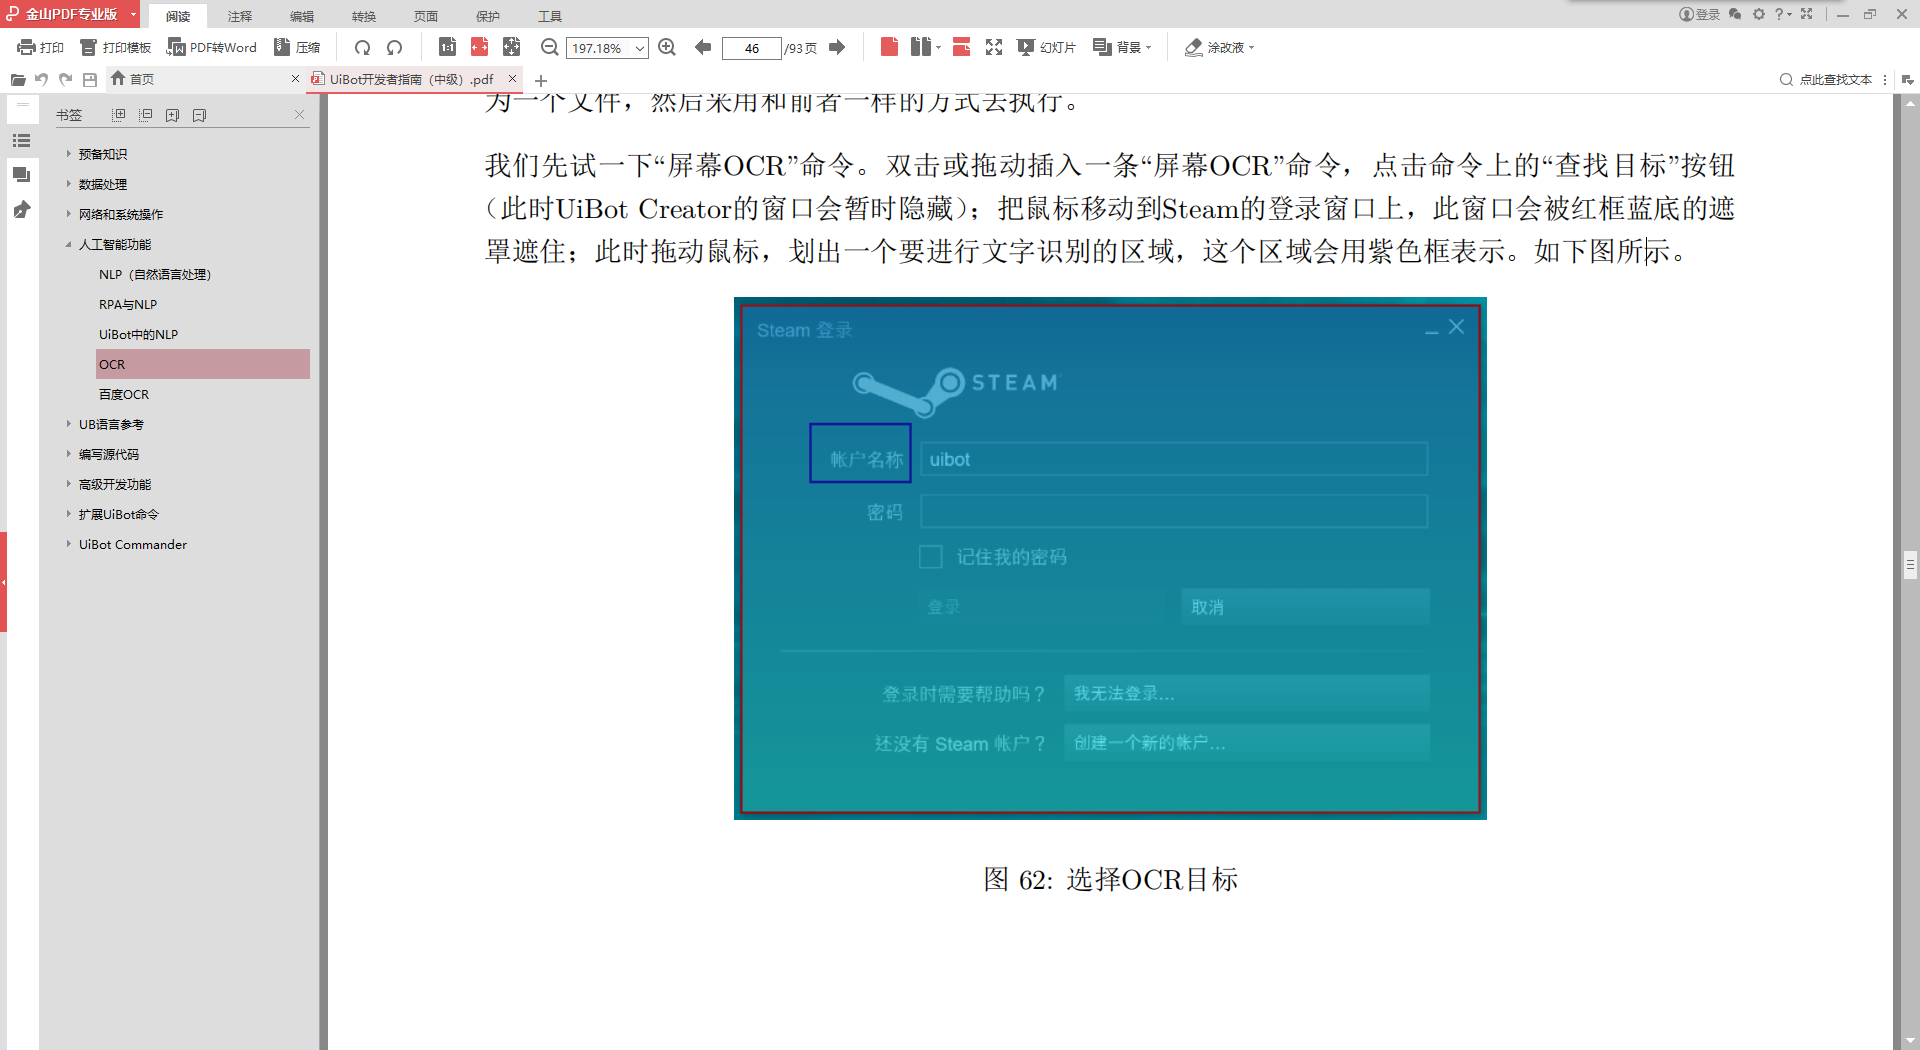 金山PDF专业版
阅读 注释 编辑 转换 页面 保护 工具
登录
打印 打印模板 PDF转Word 压缩 197.18% 46 /93页 幻灯片 背景 涂改液
首页 UiBot开发者指南（中级）.pdf 点此查找文本
书签
预备知识
数据处理
网络和系统操作
人工智能功能
NLP（自然语言处理）
RPA与NLP
UiBot中的NLP
OCR
百度OCR
UB语言参考
编写源代码
高级开发功能
扩展UiBot命令
UiBot Commander
为一个文件，然后采用和前者一样的方式去执行。
我们先试一下“屏幕OCR”命令。双击或拖动插入一条“屏幕OCR”命令，点击命令上的“查找目标”按钮
（此时UiBot Creator的窗口会暂时隐藏）；把鼠标移动到Steam的登录窗口上，此窗口会被红框蓝底的遮
罩遮住；此时拖动鼠标，划出一个要进行文字识别的区域，这个区域会用紫色框表示。如下图所示。
Steam 登录
STEAM
帐户名称 uibot
密码
记住我的密码
登录 取消
登录时需要帮助吗？ 我无法登录...
还没有 Steam 帐户？ 创建一个新的帐户...
图 62: 选择OCR目标